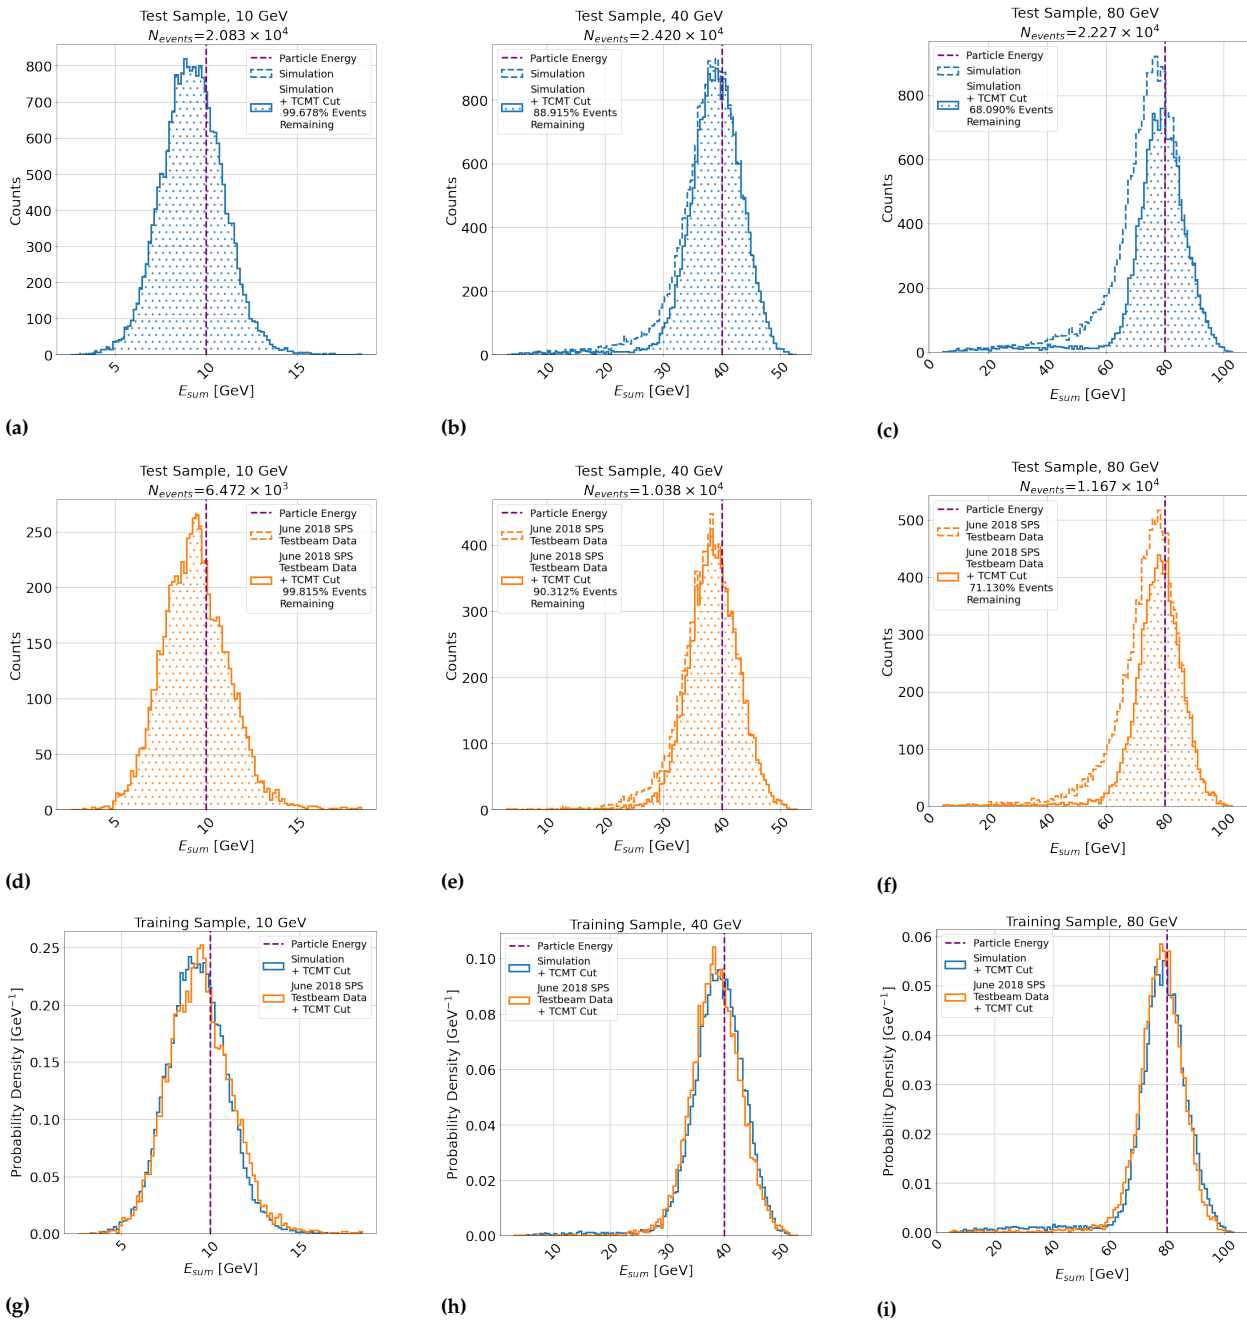 Test Sample, 10 GeV
N_events=2.083 × 10^4
Particle Energy
Simulation
Simulation
+ TCMT Cut
99.678% Events
Remaining
800
700
600
500
400
300
200
100
0
Counts
5
10
15
E_sum [GeV]
(a)
Test Sample, 40 GeV
N_events=2.420 × 10^4
Particle Energy
Simulation
Simulation
+ TCMT Cut
88.915% Events
Remaining
800
600
400
200
0
Counts
10
20
30
40
50
E_sum [GeV]
(b)
Test Sample, 80 GeV
N_events=2.227 × 10^4
Particle Energy
Simulation
Simulation
+ TCMT Cut
68.090% Events
Remaining
800
600
400
200
0
Counts
0
20
40
60
80
100
E_sum [GeV]
(c)
Test Sample, 10 GeV
N_events=6.472 × 10^3
Particle Energy
June 2018 SPS
Testbeam Data
June 2018 SPS
Testbeam Data
+ TCMT Cut
99.815% Events
Remaining
250
200
150
100
50
0
Counts
5
10
15
E_sum [GeV]
(d)
Test Sample, 40 GeV
N_events=1.038 × 10^4
Particle Energy
June 2018 SPS
Testbeam Data
June 2018 SPS
Testbeam Data
+ TCMT Cut
90.312% Events
Remaining
400
300
200
100
0
Counts
10
20
30
40
50
E_sum [GeV]
(e)
Test Sample, 80 GeV
N_events=1.167 × 10^4
Particle Energy
June 2018 SPS
Testbeam Data
June 2018 SPS
Testbeam Data
+ TCMT Cut
71.130% Events
Remaining
500
400
300
200
100
0
Counts
0
20
40
60
80
100
E_sum [GeV]
(f)
Training Sample, 10 GeV
Particle Energy
Simulation
+ TCMT Cut
June 2018 SPS
Testbeam Data
+ TCMT Cut
0.25
0.20
0.15
0.10
0.05
0.00
Probability Density [GeV^−1]
5
10
15
E_sum [GeV]
(g)
Training Sample, 40 GeV
Particle Energy
Simulation
+ TCMT Cut
June 2018 SPS
Testbeam Data
+ TCMT Cut
0.10
0.08
0.06
0.04
0.02
0.00
Probability Density [GeV^−1]
10
20
30
40
50
E_sum [GeV]
(h)
Training Sample, 80 GeV
Particle Energy
Simulation
+ TCMT Cut
June 2018 SPS
Testbeam Data
+ TCMT Cut
0.06
0.05
0.04
0.03
0.02
0.01
0.00
Probability Density [GeV^−1]
0
20
40
60
80
100
E_sum [GeV]
(i)